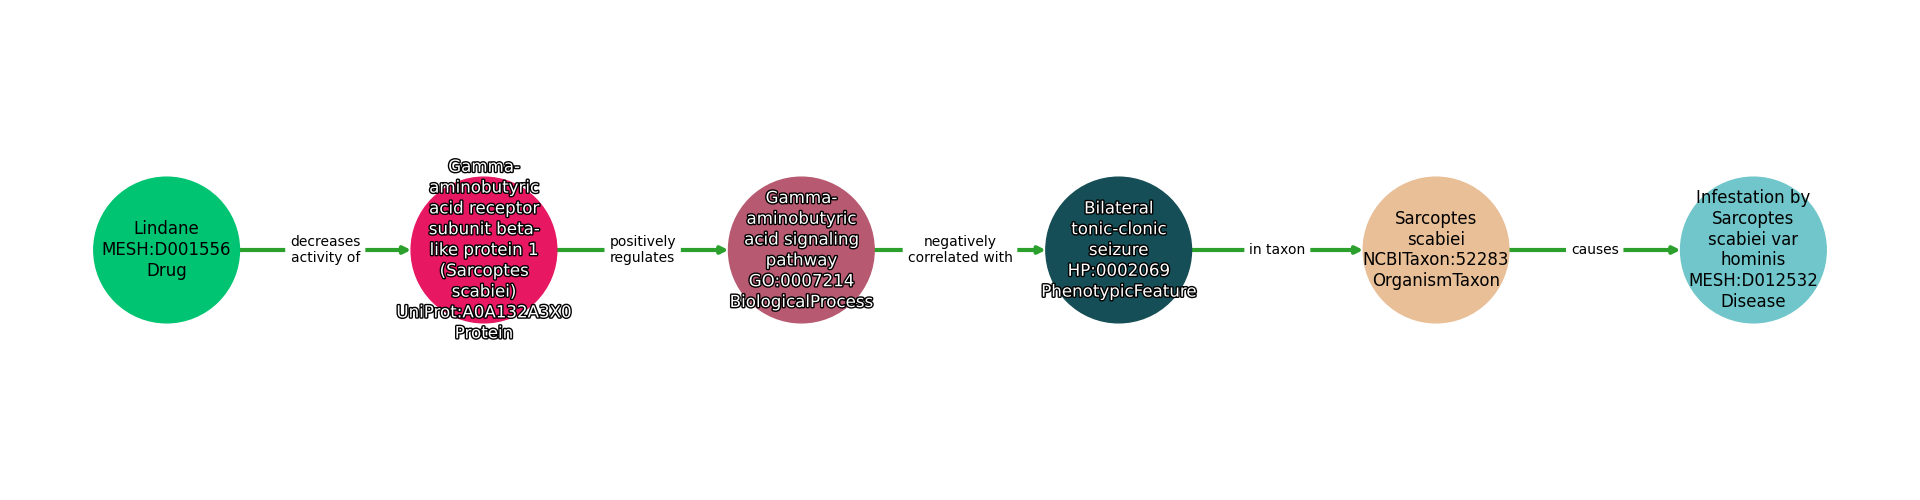 Lindane
MESH:D001556
Drug
decreases
activity of
Gamma-
aminobutyric
acid receptor
subunit beta-
like protein 1
(Sarcoptes
scabiei)
UniProt:A0A132A3X0
Protein
positively
regulates
Gamma-
aminobutyric
acid signaling
pathway
GO:0007214
BiologicalProcess
negatively
correlated with
Bilateral
tonic-clonic
seizure
HP:0002069
PhenotypicFeature
in taxon
Sarcoptes
scabiei
NCBITaxon:52283
OrganismTaxon
causes
Infestation by
Sarcoptes
scabiei var
hominis
MESH:D012532
Disease